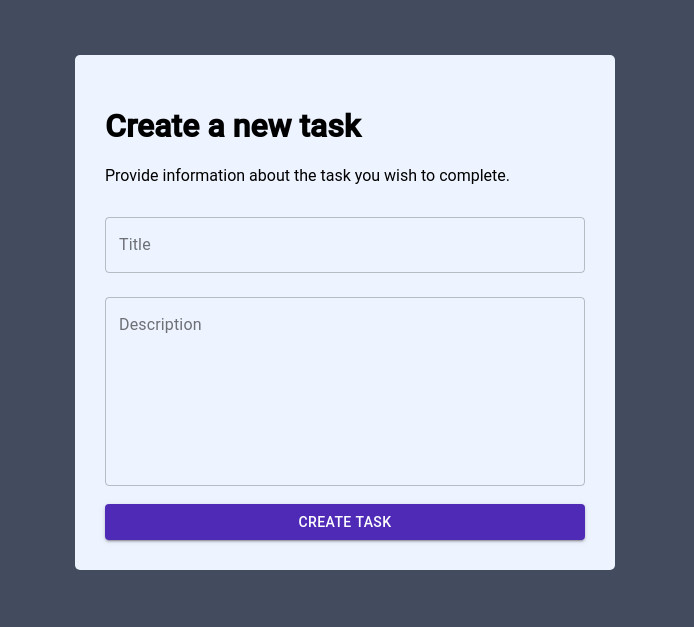 Create a new task
Provide information about the task you wish to complete.
Title
Description
CREATE TASK